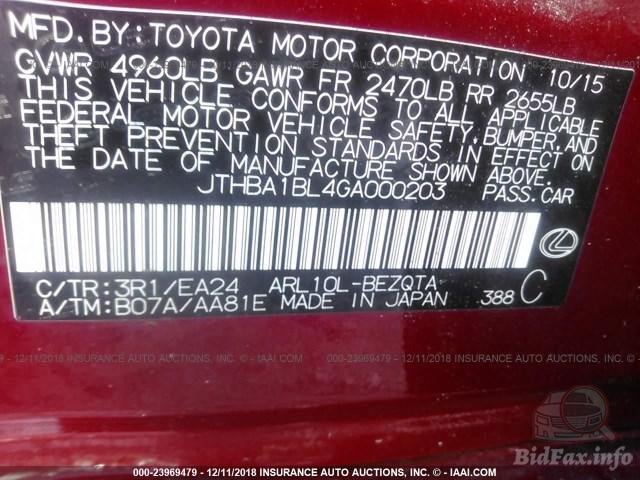 MFD. BY: TOYOTA MOTOR CORPORATION 10/15
GVWR 4960LB GAWR FR 2470LB RR 2655LB
THIS VEHICLE CONFORMS TO ALL APPLICABLE
FEDERAL MOTOR VEHICLE SAFETY, BUMPER, AND
THEFT PREVENTION STANDARDS IN EFFECT ON
THE DATE OF MANUFACTURE SHOWN ABOVE.
JTHBA1BL4GA000203 PASS. CAR
C/TR: 3R1/EA24 ARL10L-BEZQTA C
A/TM: B07A/AA81E MADE IN JAPAN 388
000-23969479 - 12/11/2018 INSURANCE AUTO AUCTIONS, INC. © - IAAI.COM
BidFax.info